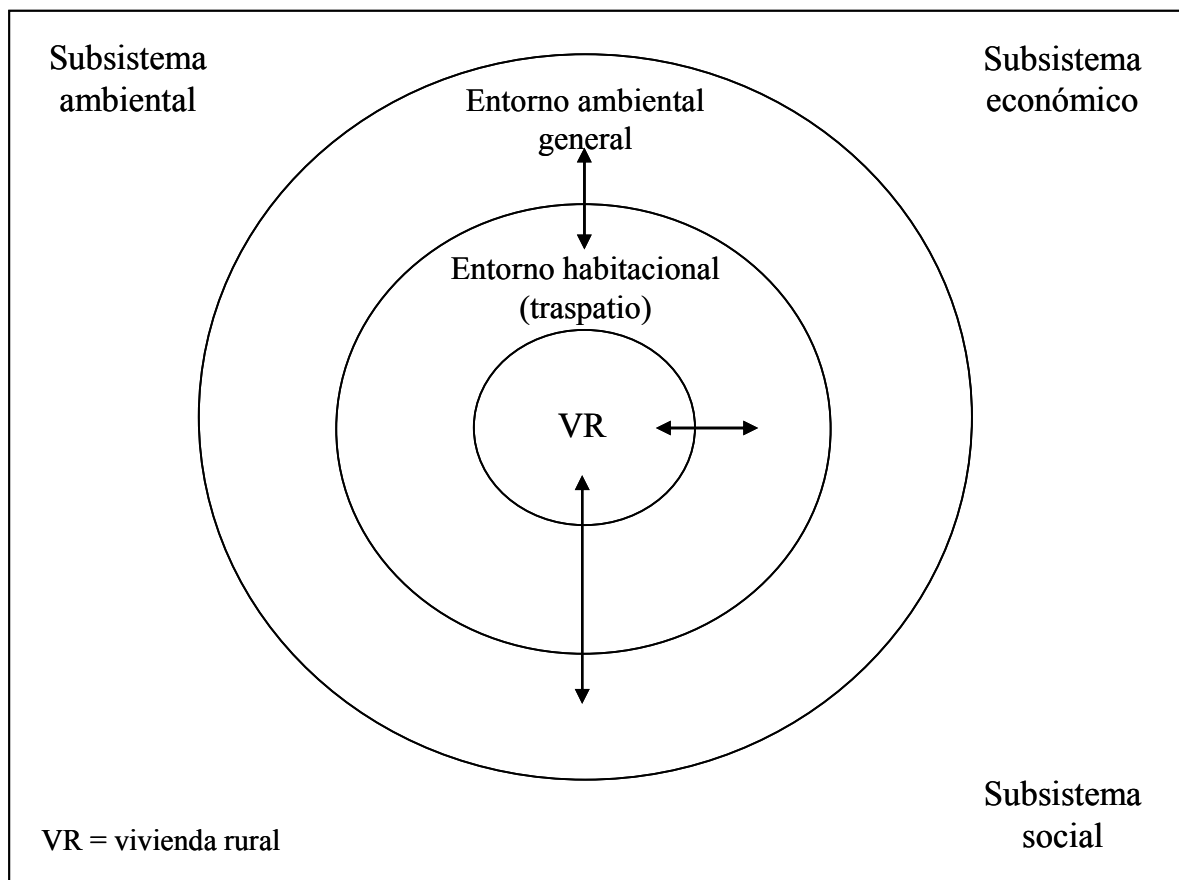 Subsistema
ambiental
Subsistema
económico
Entorno ambiental
general
Entorno habitacional
(traspatio)
VR
Subsistema
social
VR = vivienda rural